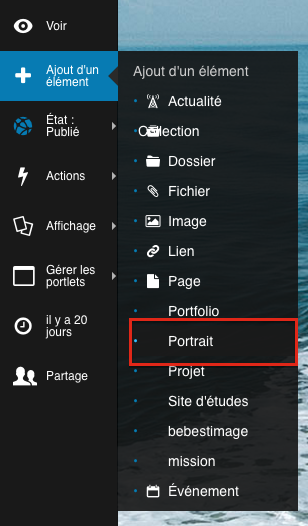 Voir
Ajout d'un
élément
État :
Publié
Actions
Affichage
Gérer les
portlets
il y a 20
jours
Partage
Ajout d'un élément
Actualité
Collection
Dossier
Fichier
Image
Lien
Page
Portfolio
Portrait
Projet
Site d'études
bebestimage
mission
Événement